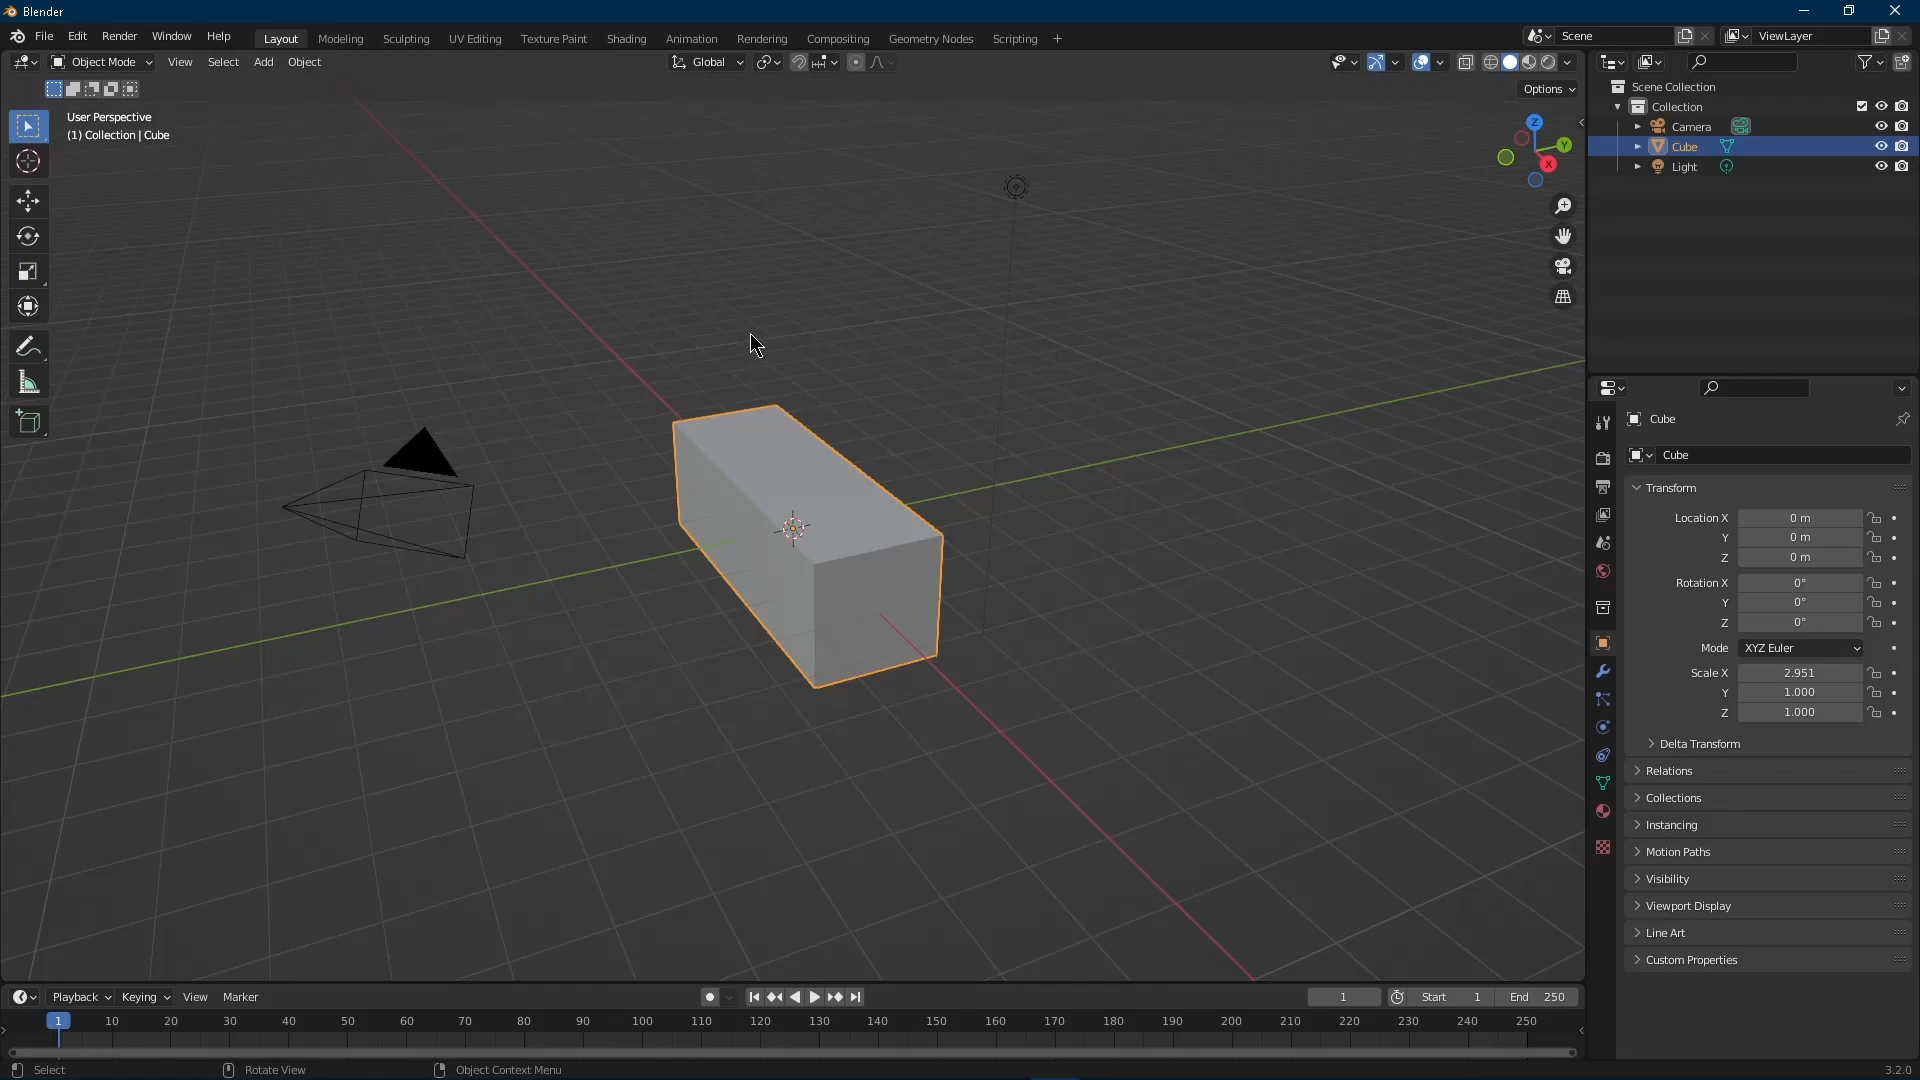 Blender
File Edit Render Window Help Layout Modeling Sculpting UV Editing Texture Paint Shading Animation Rendering Compositing Geometry Nodes Scripting + Scene ViewLayer
Object Mode View Select Add Object Global
Options
User Perspective
(1) Collection | Cube
Z
Y
X
Scene Collection
Collection
Camera
Cube
Light
Cube
Cube
Transform
Location X 0 m
Y 0 m
Z 0 m
Rotation X 0°
Y 0°
Z 0°
Mode XYZ Euler
Scale X 2.951
Y 1.000
Z 1.000
Delta Transform
Relations
Collections
Instancing
Motion Paths
Visibility
Viewport Display
Line Art
Custom Properties
Playback Keying View Marker 1 Start 1 End 250
1 10 20 30 40 50 60 70 80 90 100 110 120 130 140 150 160 170 180 190 200 210 220 230 240 250
Select Rotate View Object Context Menu 3.2.0